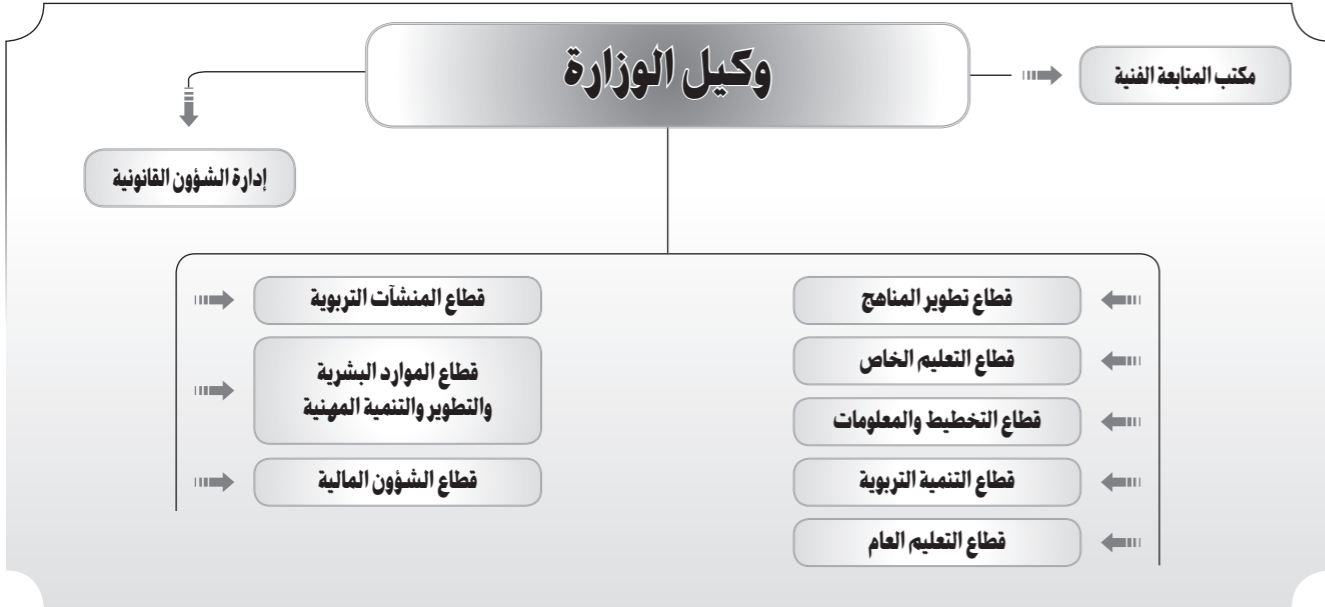 وكيل الوزارة
مكتب المتابعة الفنية
إدارة الشؤون القانونية
قطاع تطوير المناهج
قطاع التعليم الخاص
قطاع التخطيط والمعلومات
قطاع التنمية التربوية
قطاع التعليم العام
قطاع المنشآت التربوية
قطاع الموارد البشرية
والتطوير والتنمية المهنية
قطاع الشؤون المالية